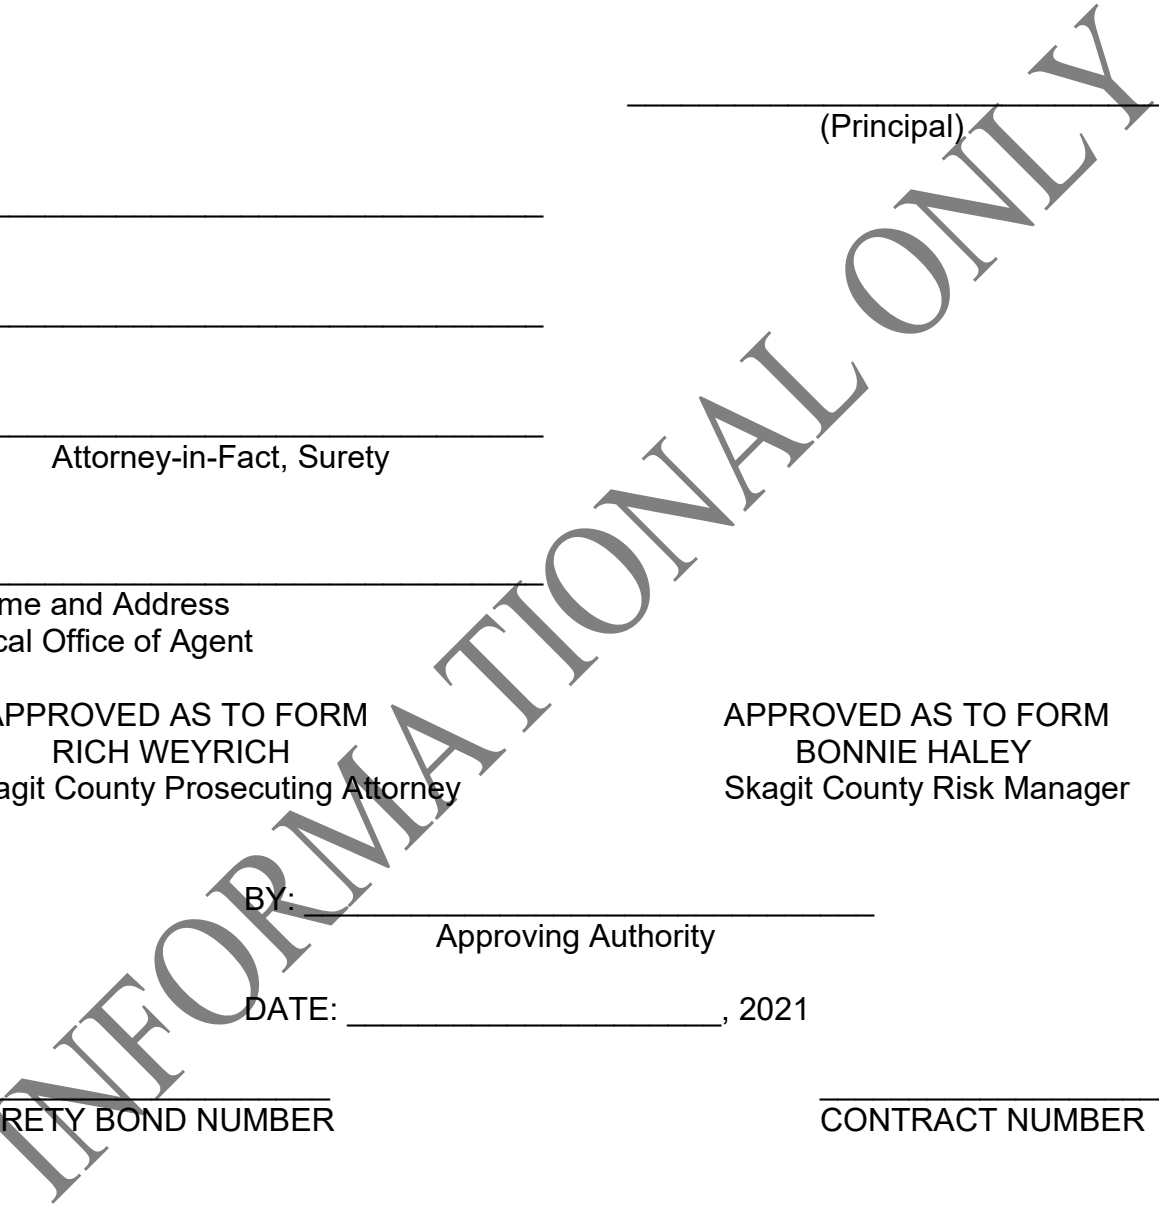 (Principal)
Attorney-in-Fact, Surety
me and Address
cal Office of Agent
APPROVED AS TO FORM
RICH WEYRICH
agit County Prosecuting Attorney
APPROVED AS TO FORM
BONNIE HALEY
Skagit County Risk Manager
BY: ________________________________
Approving Authority
DATE: ______________________, 2021
RETY BOND NUMBER
CONTRACT NUMBER
INFORMATIONAL ONLY